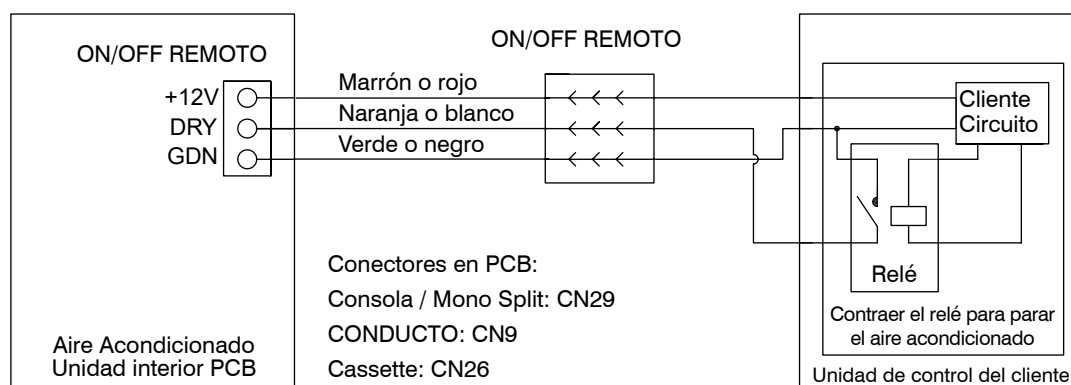 ON/OFF REMOTO
ON/OFF REMOTO
+12V
DRY
GDN
Marrón o rojo
Naranja o blanco
Verde o negro
Cliente
Circuito
Relé
Contraer el relé para parar
el aire acondicionado
Unidad de control del cliente
Conectores en PCB:
Consola / Mono Split: CN29
CONDUCTO: CN9
Cassette: CN26
Aire Acondicionado
Unidad interior PCB